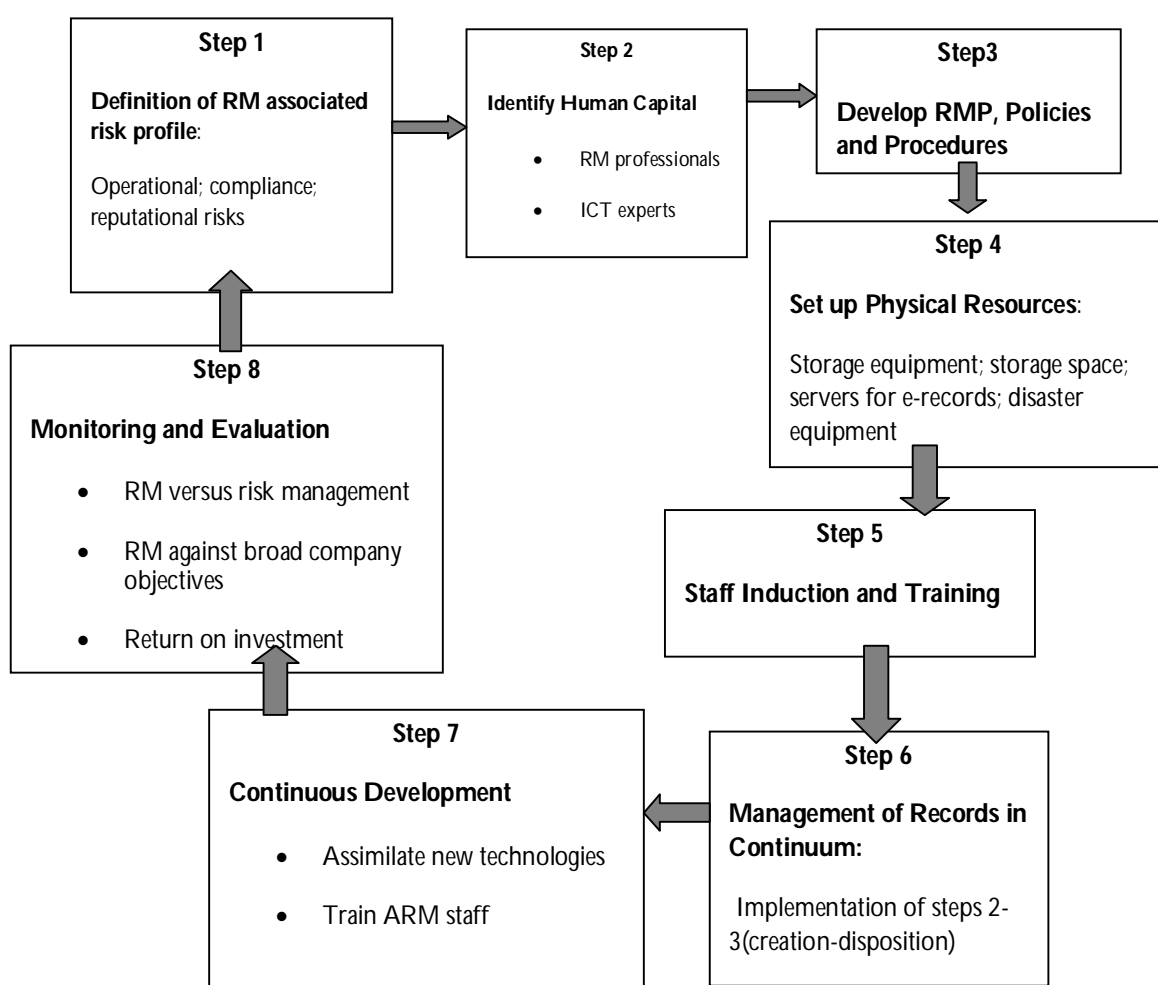 Step 1
Definition of RM associated
risk profile:
Operational; compliance;
reputational risks
Step 2
Identify Human Capital
• RM professionals
• ICT experts
Step3
Develop RMP, Policies
and Procedures
Step 4
Set up Physical Resources:
Storage equipment; storage space;
servers for e-records; disaster
equipment
Step 5
Staff Induction and Training
Step 6
Management of Records in
Continuum:
Implementation of steps 2-
3(creation-disposition)
Step 7
Continuous Development
• Assimilate new technologies
• Train ARM staff
Step 8
Monitoring and Evaluation
• RM versus risk management
• RM against broad company
objectives
• Return on investment